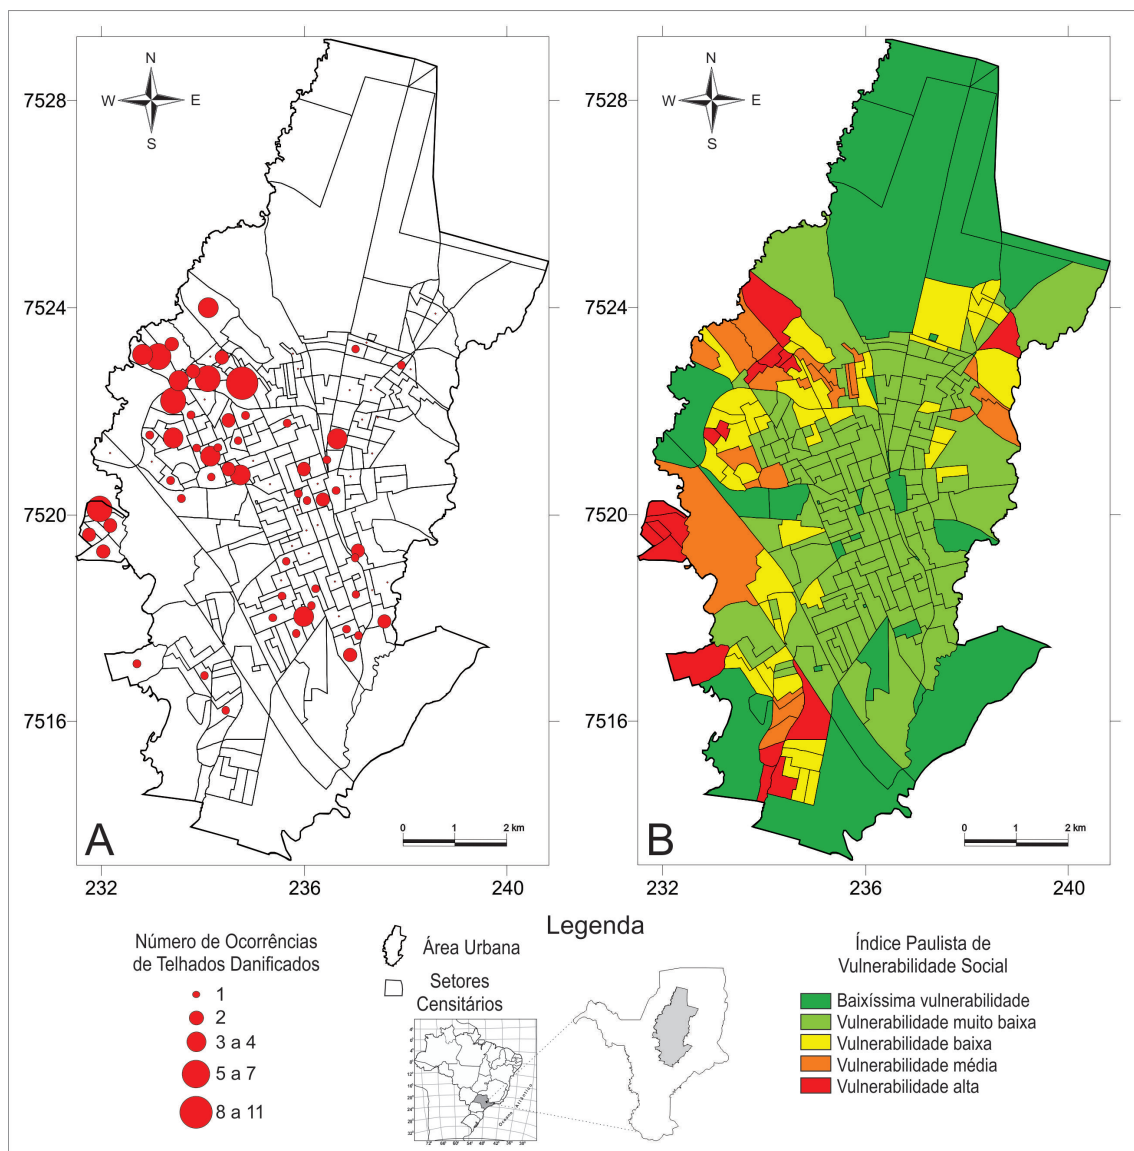 N
W E
S
7528
7524
7520
7516
A
0 1 2 km
232 236 240
N
W E
S
7528
7524
7520
7516
B
0 1 2 km
232 236 240
Legenda
Número de Ocorrências
de Telhados Danificados
1
2
3 a 4
5 a 7
8 a 11
Área Urbana
Setores
Censitários
Índice Paulista de
Vulnerabilidade Social
Baixíssima vulnerabilidade
Vulnerabilidade muito baixa
Vulnerabilidade baixa
Vulnerabilidade média
Vulnerabilidade alta